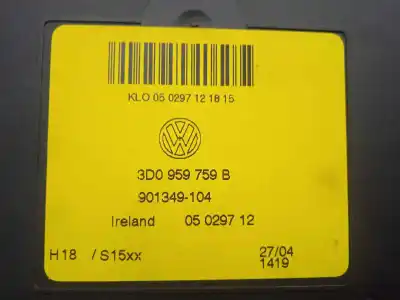 KLO 05 0297 12 18 15
3D0 959 759 B
901349-104
Ireland 05 0297 12
H18 / S15xx 27/04
1419